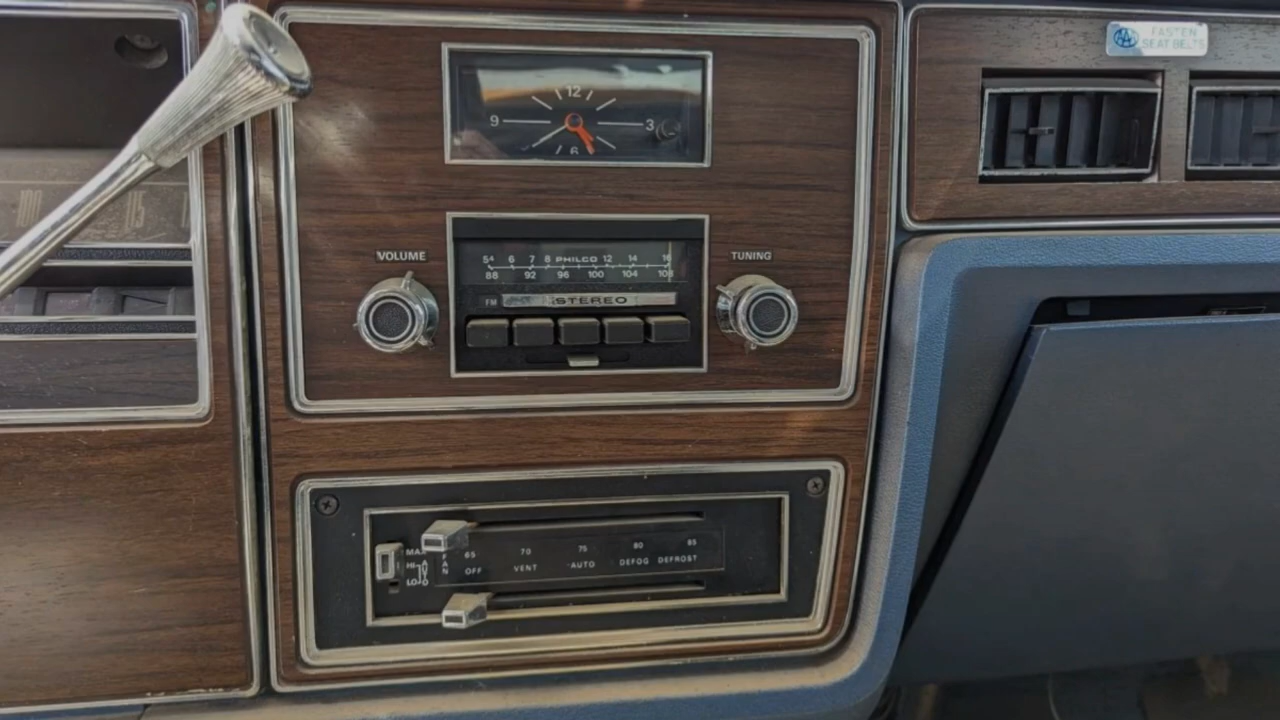 AAA FASTEN
SEAT BELTS
12
9 3
6
VOLUME
TUNING
54 6 7 8 PHILCO 12 14 16
88 92 96 100 104 108
FM STEREO
MAX
HI
LO
FAN
65 70 75 80 85
OFF VENT AUTO DEFOG DEFROST